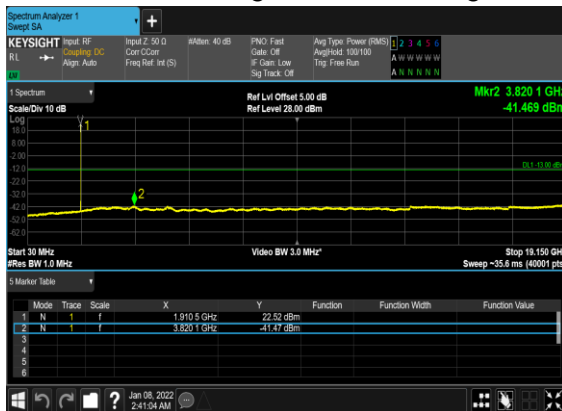 Spectrum Analyzer 1
Swept SA
KEYSIGHT Input: RF Input Z: 50 Ω #Atten: 40 dB PNO: Fast Avg Type: Power (RMS) 1 2 3 4 5 6
RL Coupling: DC Corr CCorr Gate: Off Avg|Hold: 100/100 A W W W W W
Align: Auto Freq Ref: Int (S) IF Gain: Low Trig: Free Run
Sig Track: Off A N N N N N
1 Spectrum Ref Lvl Offset 5.00 dB Mkr2 3.820 1 GHz
Scale/Div 10 dB Ref Level 28.00 dBm -41.469 dBm
Log
18.0 1
8.00
-2.00
-12.0 DL1 -13.00 dBm
-22.0
-32.0 2
-42.0
-52.0
-62.0
Start 30 MHz Video BW 3.0 MHz* Stop 19.150 GHz
#Res BW 1.0 MHz Sweep ~35.6 ms (40001 pts)
5 Marker Table
Mode Trace Scale X Y Function Function Width Function Value
1 N 1 f 1.910 5 GHz 22.52 dBm
2 N 1 f 3.820 1 GHz -41.47 dBm
3
4
5
6
Jan 08, 2022
2:41:04 AM